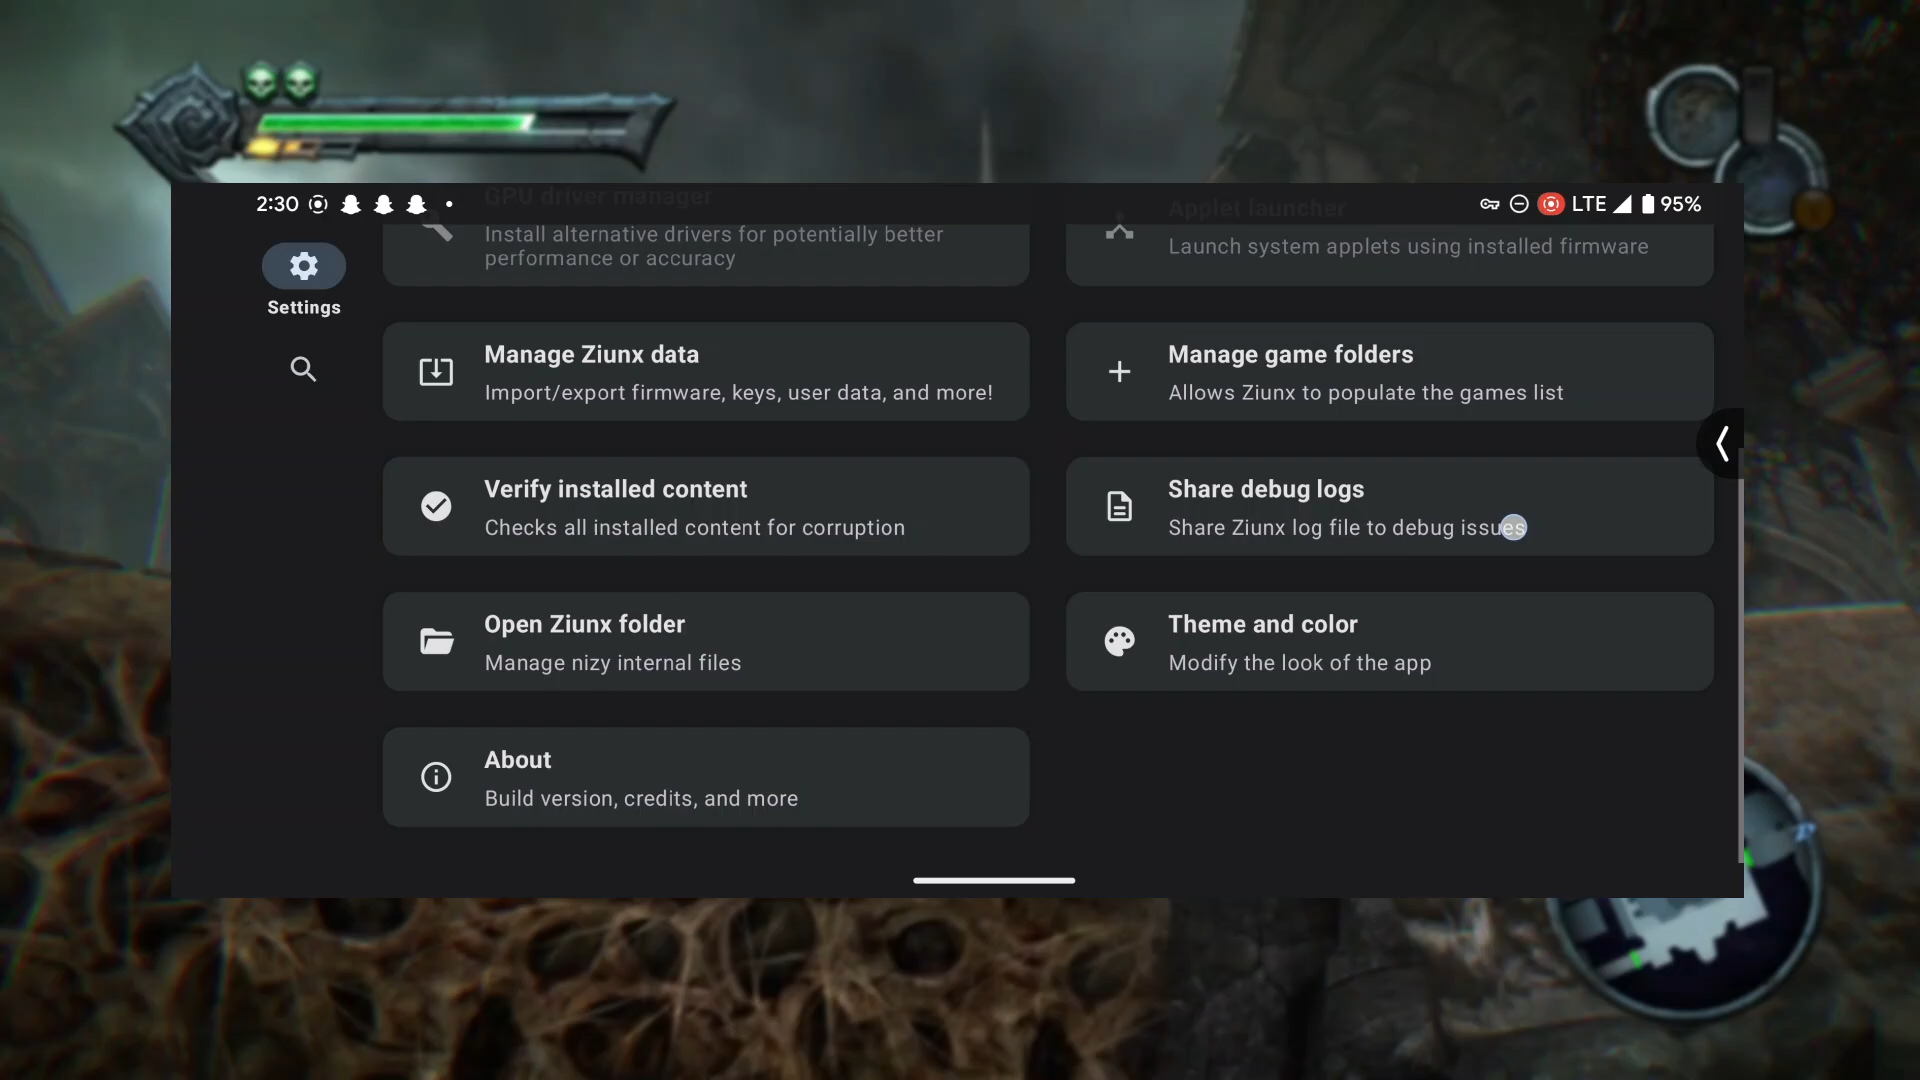 2:30
LTE 95%
GPU driver manager
Install alternative drivers for potentially better
performance or accuracy
Applet launcher
Launch system applets using installed firmware
Settings
Manage Ziunx data
Import/export firmware, keys, user data, and more!
Manage game folders
Allows Ziunx to populate the games list
Verify installed content
Checks all installed content for corruption
Share debug logs
Share Ziunx log file to debug issues
Open Ziunx folder
Manage nizy internal files
Theme and color
Modify the look of the app
About
Build version, credits, and more